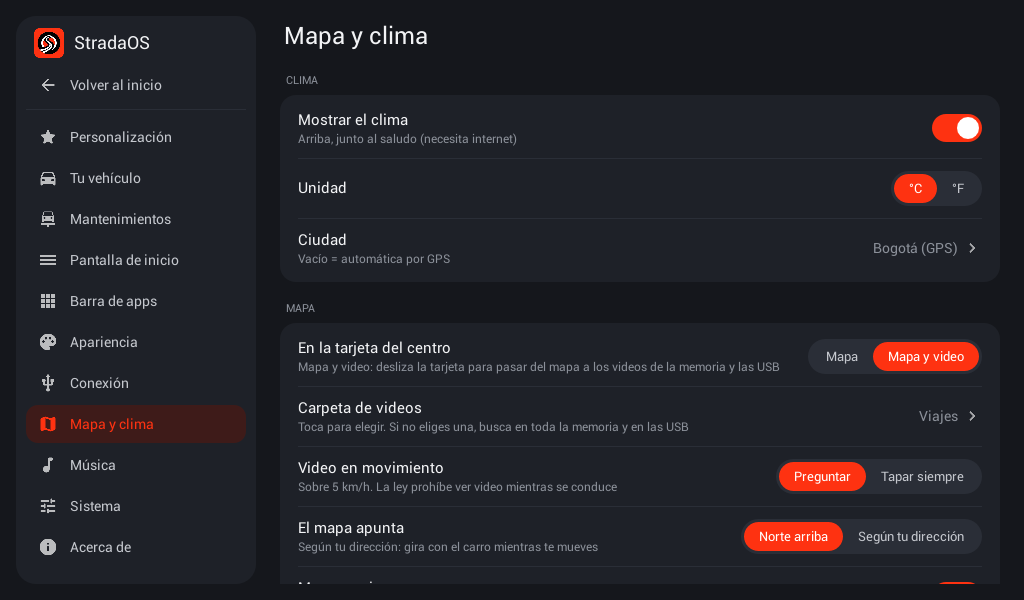 StradaOS
Volver al inicio
Personalización
Tu vehículo
Mantenimientos
Pantalla de inicio
Barra de apps
Apariencia
Conexión
Mapa y clima
Música
Sistema
Acerca de
Mapa y clima
CLIMA
Mostrar el clima
Arriba, junto al saludo (necesita internet)
Unidad
°C °F
Ciudad
Vacío = automática por GPS
Bogotá (GPS)
MAPA
En la tarjeta del centro
Mapa y video: desliza la tarjeta para pasar del mapa a los videos de la memoria y las USB
Mapa Mapa y video
Carpeta de videos
Toca para elegir. Si no eliges una, busca en toda la memoria y en las USB
Viajes
Video en movimiento
Sobre 5 km/h. La ley prohíbe ver video mientras se conduce
Preguntar Tapar siempre
El mapa apunta
Según tu dirección: gira con el carro mientras te mueves
Norte arriba Según tu dirección